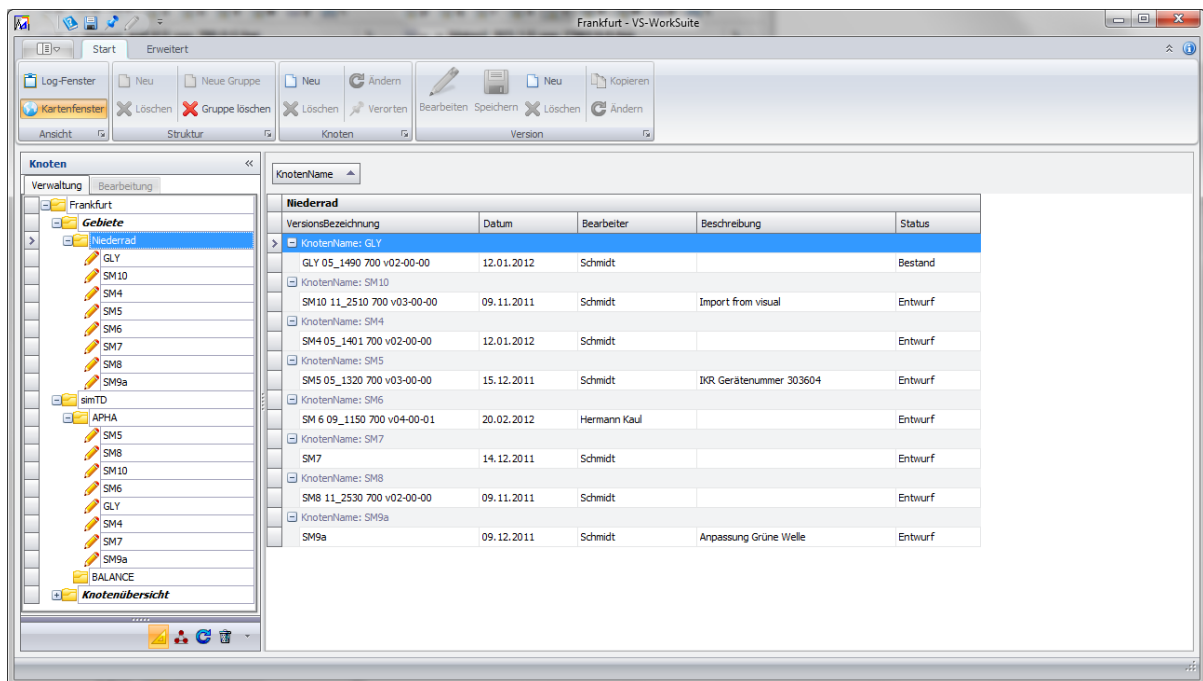 Frankfurt - VS-WorkSuite
Start Erweitert
Log-Fenster Neu Neue Gruppe Neu Ändern Neu Kopieren
Kartenfenster Löschen Gruppe löschen Löschen Verorten Bearbeiten Speichern Löschen Ändern
Ansicht Struktur Knoten Version
Knoten
Verwaltung Bearbeitung
Frankfurt
Gebiete
Niederrad
GLY
SM10
SM4
SM5
SM6
SM7
SM8
SM9a
simTD
APHA
SM5
SM8
SM10
SM6
GLY
SM4
SM7
SM9a
BALANCE
Knotenübersicht
KnotenName
Niederrad
VersionsBezeichnung Datum Bearbeiter Beschreibung Status
KnotenName: GLY
GLY 05_1490 700 v02-00-00 12.01.2012 Schmidt Bestand
KnotenName: SM10
SM10 11_2510 700 v03-00-00 09.11.2011 Schmidt Import from visual Entwurf
KnotenName: SM4
SM4 05_1401 700 v02-00-00 12.01.2012 Schmidt Entwurf
KnotenName: SM5
SM5 05_1320 700 v03-00-00 15.12.2011 Schmidt IKR Gerätenummer 303604 Entwurf
KnotenName: SM6
SM 6 09_1150 700 v04-00-01 20.02.2012 Hermann Kaul Entwurf
KnotenName: SM7
SM7 14.12.2011 Schmidt Entwurf
KnotenName: SM8
SM8 11_2530 700 v02-00-00 09.11.2011 Schmidt Entwurf
KnotenName: SM9a
SM9a 09.12.2011 Schmidt Anpassung Grüne Welle Entwurf